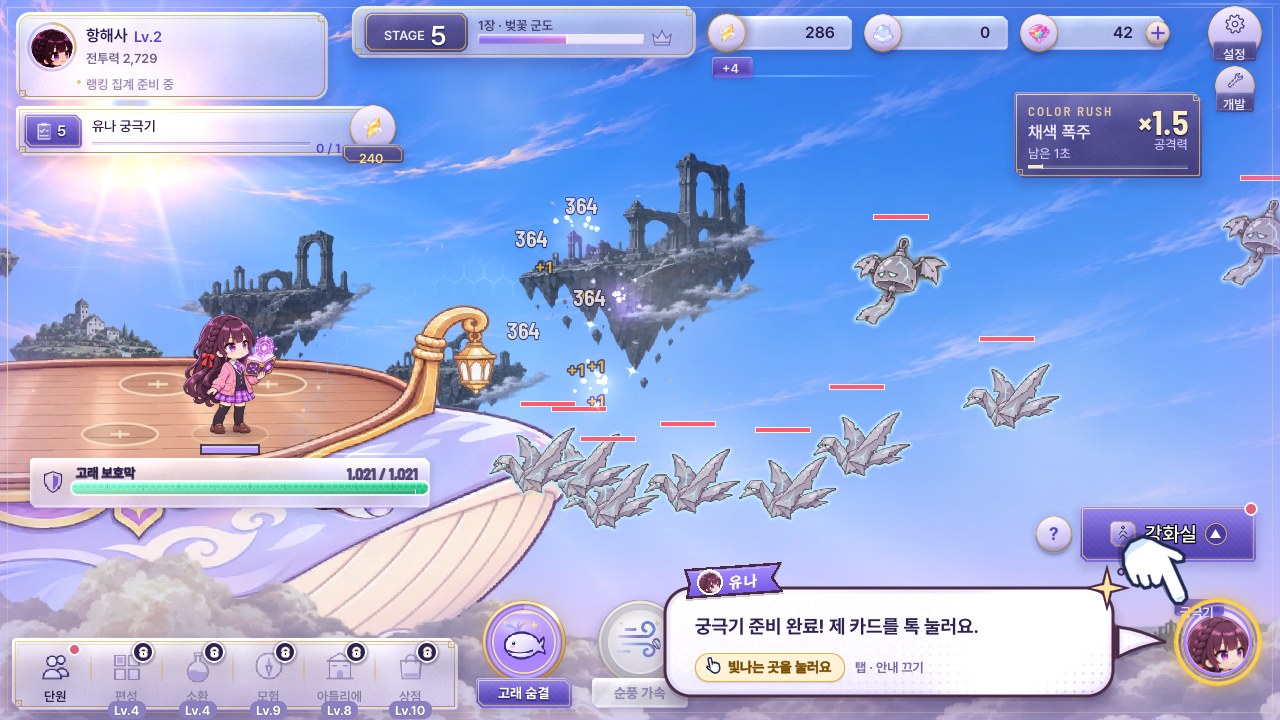 항해사 Lv.2
전투력 2,729
랭킹 집계 준비 중
STAGE 5
1장 · 벚꽃 군도
286
+4
0
42
설정
개발
5
유나 궁극기
0 / 1
240
COLOR RUSH
채색 폭주
남은 1초
×1.5
공격력
364
364
+1
364
364
+1
+1
+1
고래 보호막
1.021 / 1.021
?
강화실
유나
궁극기 준비 완료! 제 카드를 톡 눌러요.
빛나는 곳을 눌러요
탭 · 안내 끄기
궁극기
단원
편성
Lv.4
소환
Lv.4
모험
Lv.9
아틀리에
Lv.8
상점
Lv.10
고래 숨결
순풍 가속